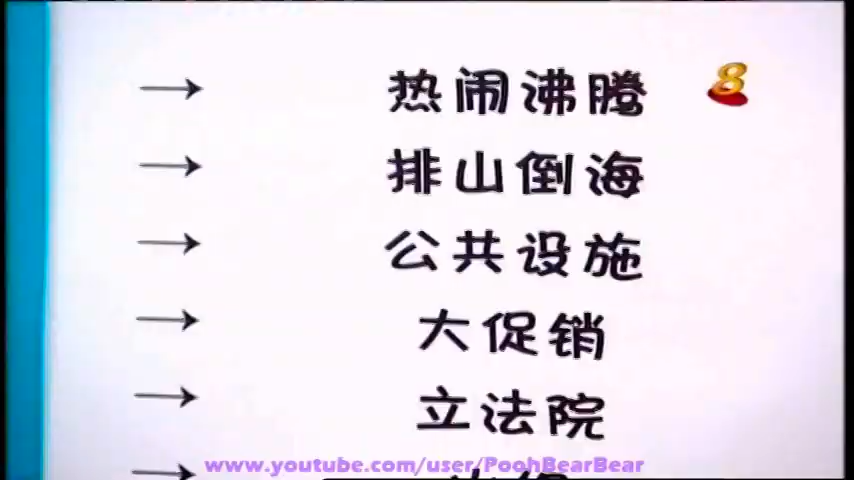 → 热闹沸腾
8
→ 排山倒海
→ 公共设施
→ 大促销
→ 立法院
→
www.youtube.com/user/PoohBearBear